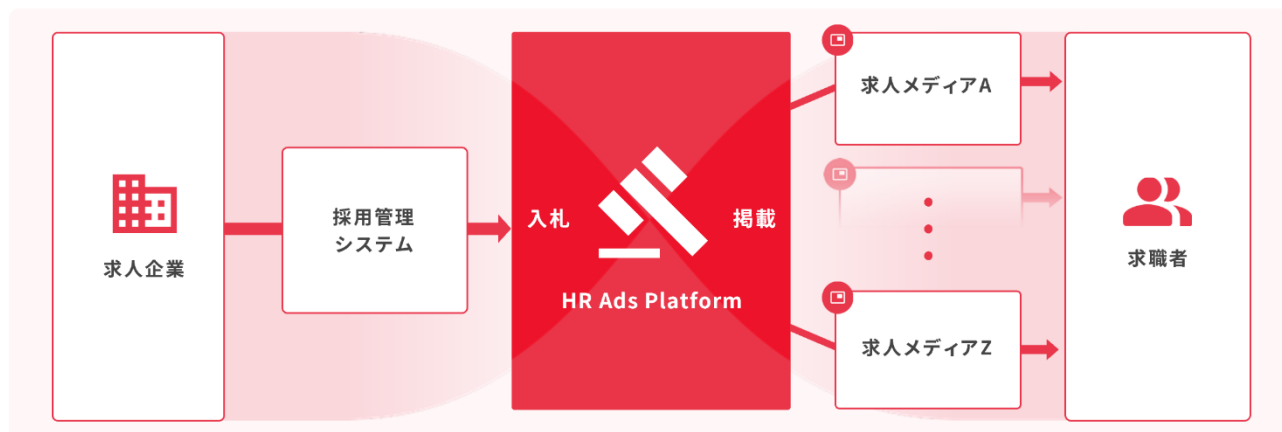 求人企業
採用管理
システム
入札
掲載
HR Ads Platform
求人メディアA
求人メディアZ
求職者